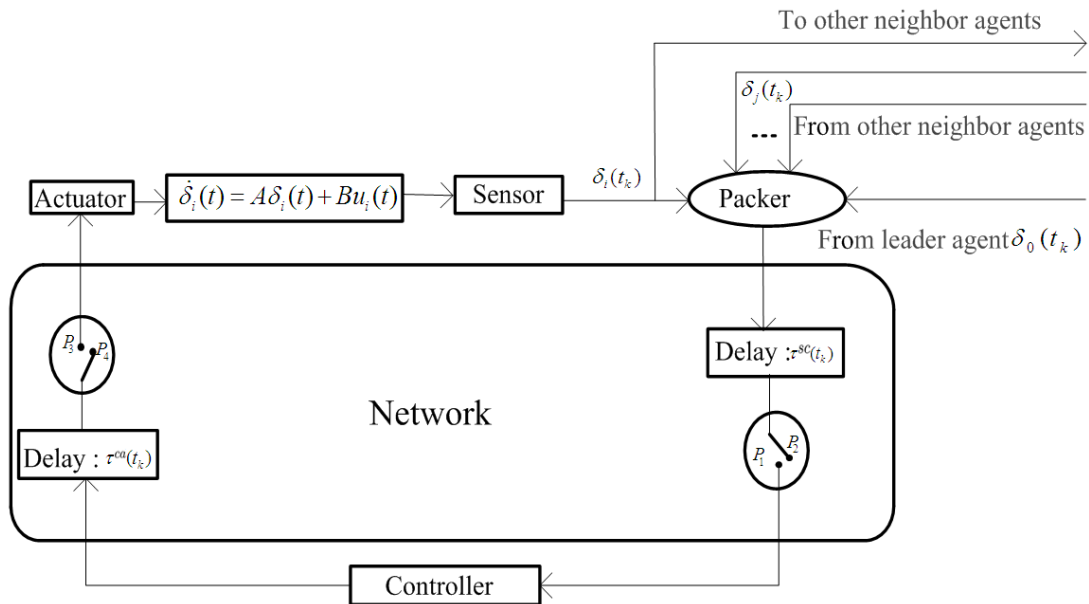 To other neighbor agents
δⱼ(tₖ)
...
From other neighbor agents
Actuator
δ̇ᵢ(t) = Aδᵢ(t) + Buᵢ(t)
Sensor
δᵢ(tₖ)
Packer
From leader agent δ₀(tₖ)
P₃
P₄
Delay : τˢᶜ(tₖ)
Network
Delay : τᶜᵃ(tₖ)
P₁
P₂
Controller